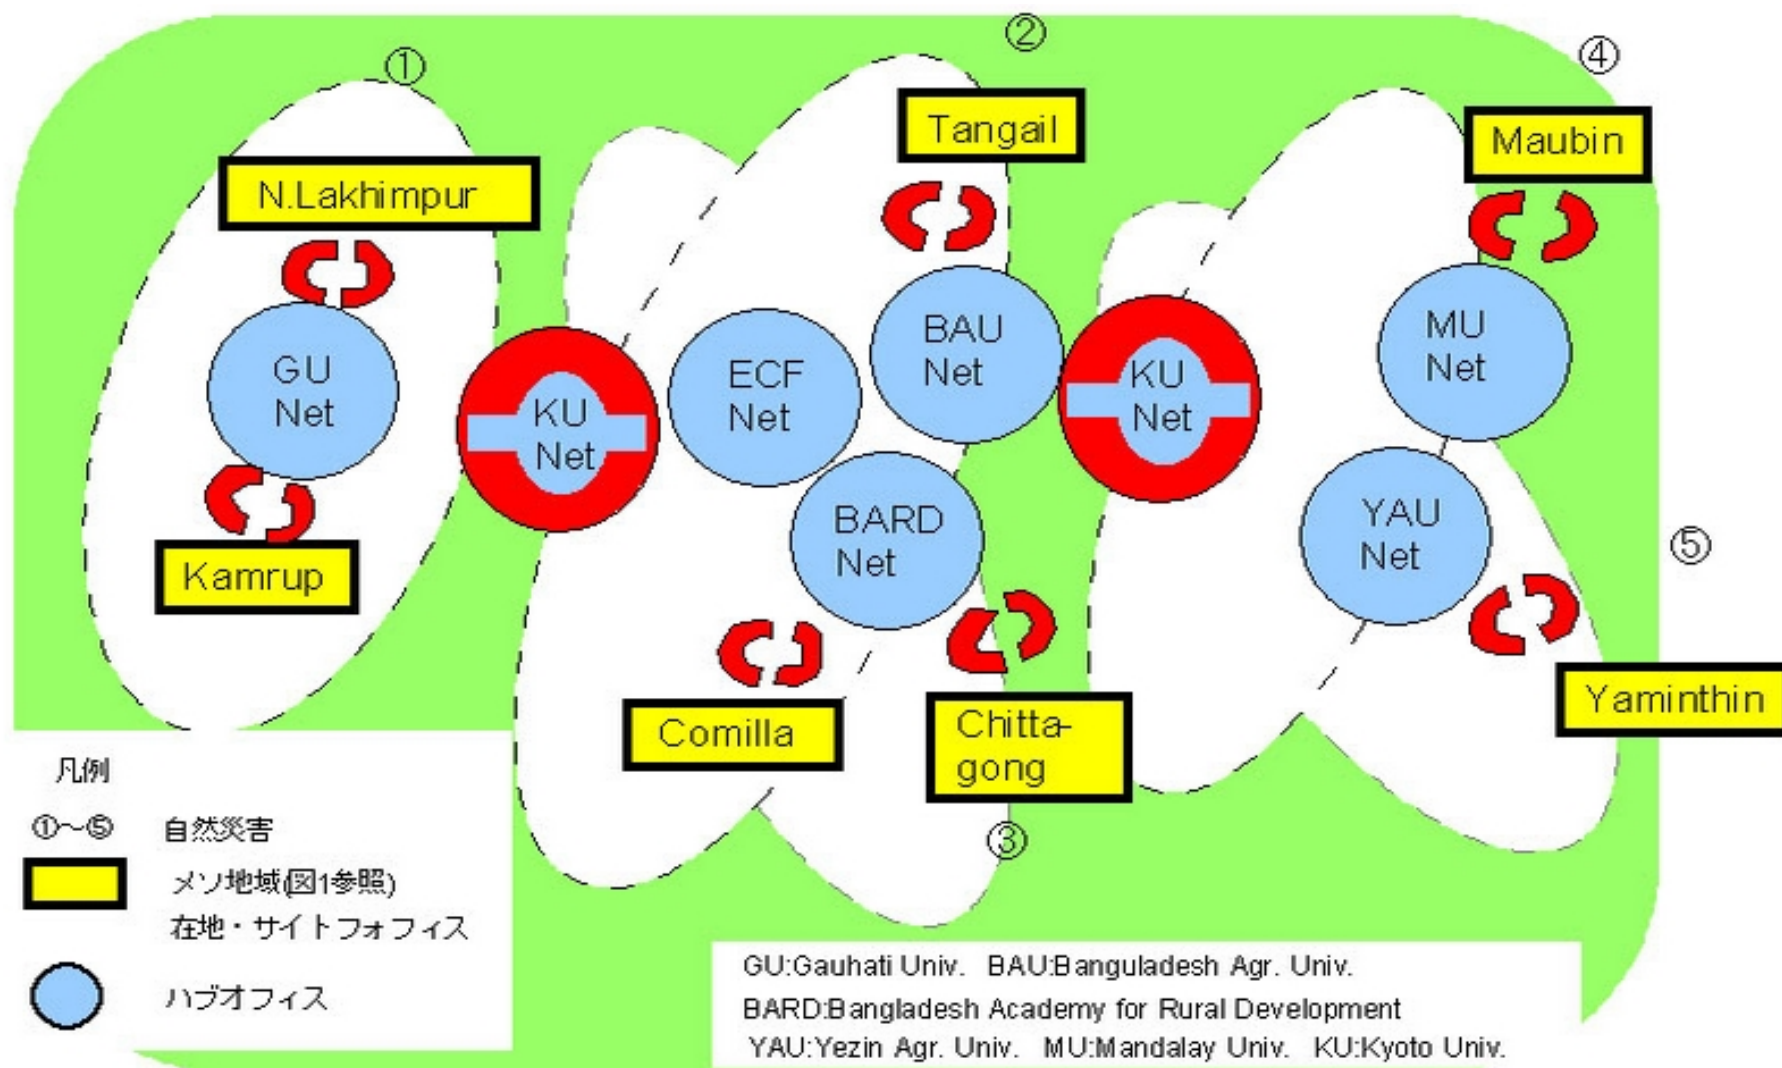 ①
②
④
N.Lakhimpur
Tangail
Maubin
GU
Net
KU
Net
ECF
Net
BAU
Net
KU
Net
MU
Net
BARD
Net
YAU
Net
⑤
Kamrup
Comilla
Chitta-
gong
Yaminthin
③
凡例
①～⑤ 自然災害
メソ地域(図1参照)
在地・サイトフォフィス
ハブオフィス
GU:Gauhati Univ. BAU:Banguladesh Agr. Univ.
BARD:Bangladesh Academy for Rural Development
YAU:Yezin Agr. Univ. MU:Mandalay Univ. KU:Kyoto Univ.